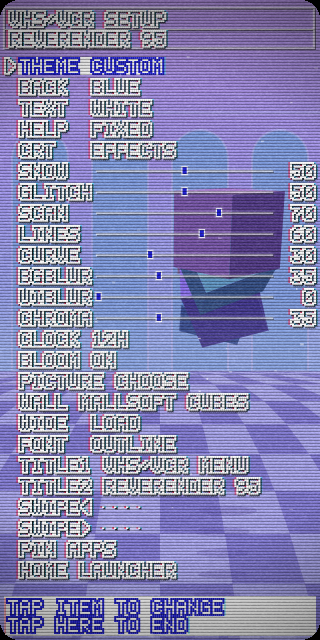 VHS/VCR SETUP
REVERENDER 95
THEME CUSTOM
BACK BLUE
TEXT WHITE
HELP FIXED
CRT EFFECTS
SNOW 50
GLITCH 50
SCAN 70
LINES 60
CURVE 30
BGBLUR 35
UIBLUR 0
CHROMA 35
CLOCK 12H
BLOOM ON
PICTURE CHOOSE
WALL MALLSOFT CUBES
WIDE LOAD
FONT OUTLINE
TITLE1 VHS/VCR MENU
TITLE2 REVERENDER 95
SWIPE◁ ----
SWIPE▷ ----
PIN APPS
HOME LAUNCHER
TAP ITEM TO CHANGE
TAP HERE TO END